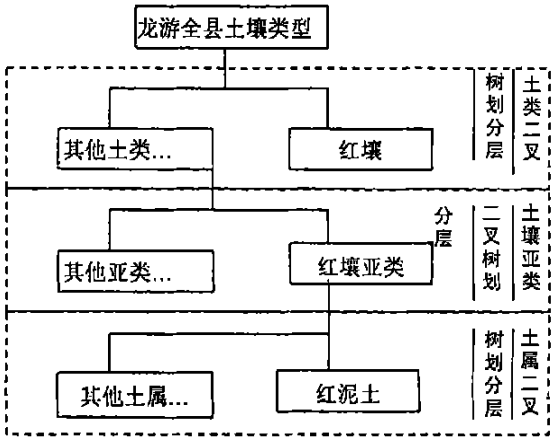 龙游全县土壤类型
其他土类...
红壤
土类二叉
树划分层
其他亚类...
红壤亚类
土壤亚类
二叉树划
分层
其他土属...
红泥土
土属二叉
树划分层